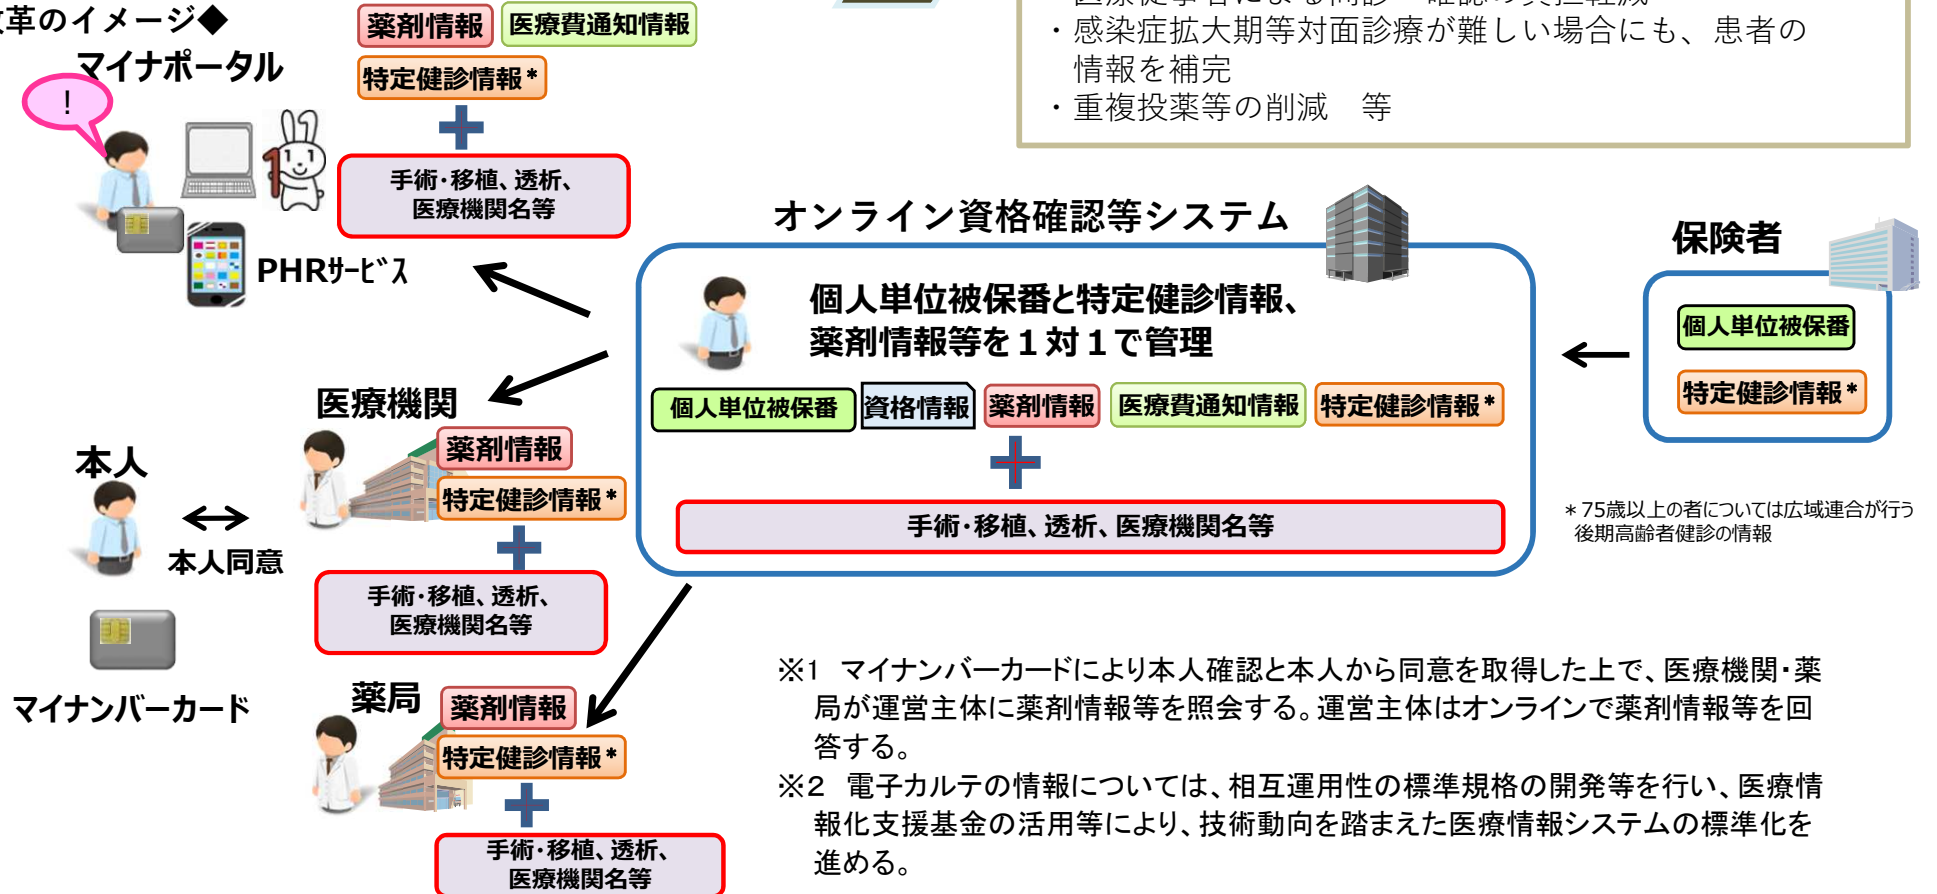 革のイメージ◆
マイナポータル
!
薬剤情報
医療費通知情報
特定健診情報*
手術・移植、透析、
医療機関名等
PHRサービス
・感染症拡大期等対面診療が難しい場合にも、患者の
情報を補完
・重複投薬等の削減 等
オンライン資格確認等システム
個人単位被保番と特定健診情報、
薬剤情報等を1対1で管理
個人単位被保番
資格情報
薬剤情報
医療費通知情報
特定健診情報*
手術・移植、透析、医療機関名等
保険者
個人単位被保番
特定健診情報*
*75歳以上の者については広域連合が行う
後期高齢者健診の情報
医療機関
薬剤情報
特定健診情報*
手術・移植、透析、
医療機関名等
本人
本人同意
マイナンバーカード
薬局
薬剤情報
特定健診情報*
手術・移植、透析、
医療機関名等
※1 マイナンバーカードにより本人確認と本人から同意を取得した上で、医療機関・薬
局が運営主体に薬剤情報等を照会する。運営主体はオンラインで薬剤情報等を回
答する。
※2 電子カルテの情報については、相互運用性の標準規格の開発等を行い、医療情
報化支援基金の活用等により、技術動向を踏まえた医療情報システムの標準化を
進める。